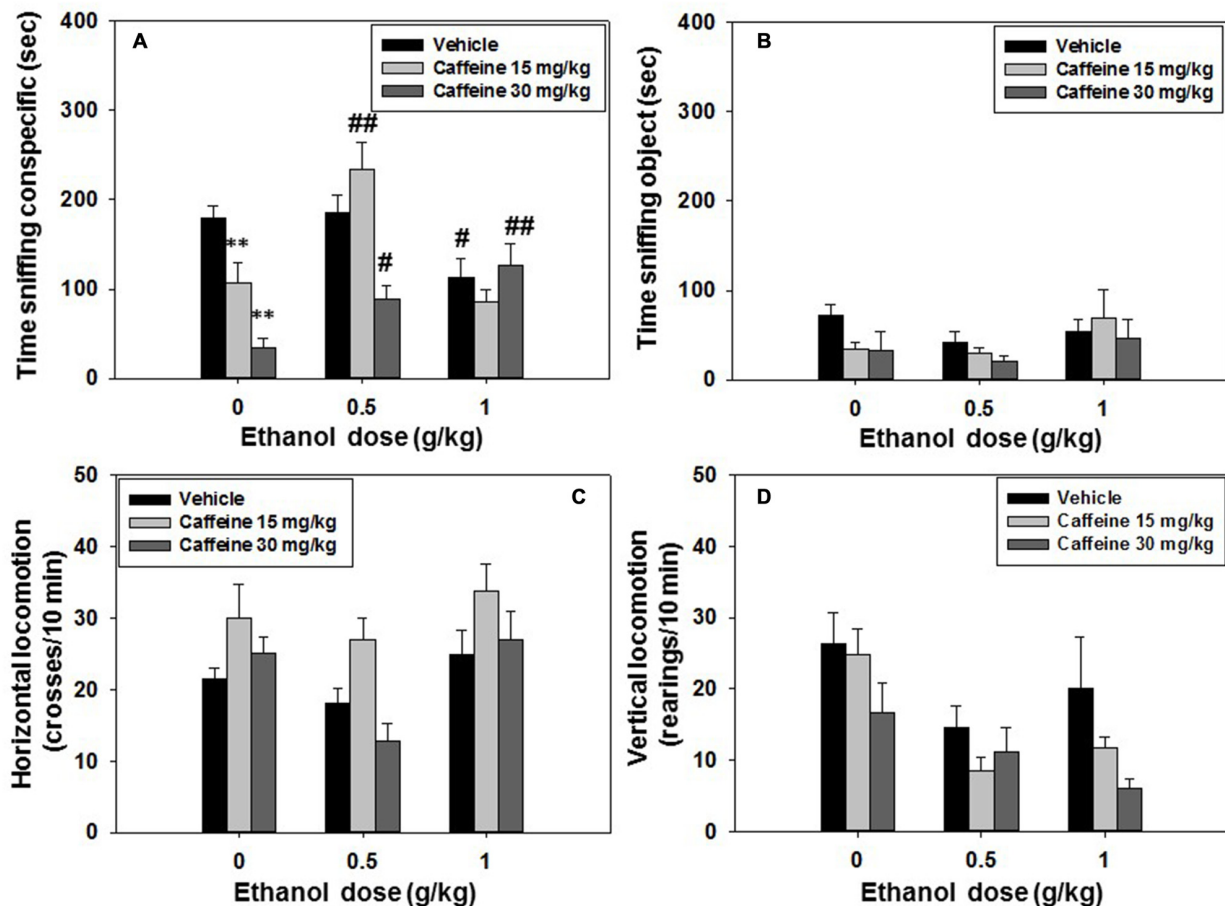 A
Vehicle
Caffeine 15 mg/kg
Caffeine 30 mg/kg
Time sniffing conspecific (sec)
400
300
200
100
0
**
**
##
#
#
##
0 0.5 1
Ethanol dose (g/kg)
B
Vehicle
Caffeine 15 mg/kg
Caffeine 30 mg/kg
Time sniffing object (sec)
400
300
200
100
0
0 0.5 1
Ethanol dose (g/kg)
C
Vehicle
Caffeine 15 mg/kg
Caffeine 30 mg/kg
Horizontal locomotion
(crosses/10 min)
50
40
30
20
10
0
0 0.5 1
Ethanol dose (g/kg)
D
Vehicle
Caffeine 15 mg/kg
Caffeine 30 mg/kg
Vertical locomotion
(rearings/10 min)
50
40
30
20
10
0
0 0.5 1
Ethanol dose (g/kg)